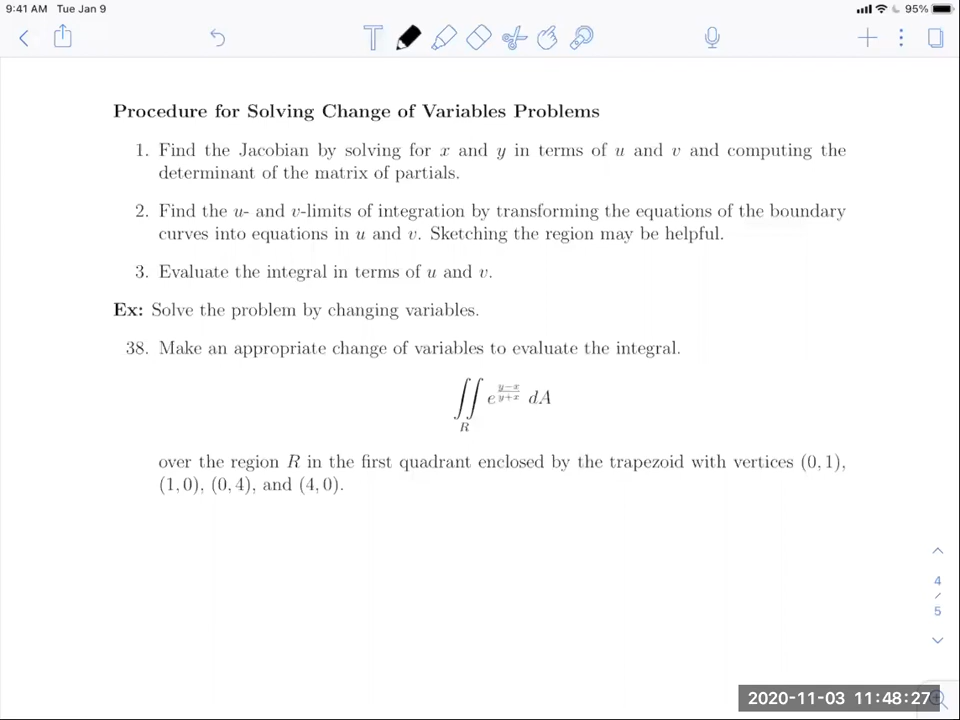 9:41 AM Tue Jan 9
95%
Procedure for Solving Change of Variables Problems
1. Find the Jacobian by solving for x and y in terms of u and v and computing the
determinant of the matrix of partials.
2. Find the u- and v-limits of integration by transforming the equations of the boundary
curves into equations in u and v. Sketching the region may be helpful.
3. Evaluate the integral in terms of u and v.
Ex: Solve the problem by changing variables.
38. Make an appropriate change of variables to evaluate the integral.
∬_R e^{\frac{y−x}{y+x}} dA
over the region R in the first quadrant enclosed by the trapezoid with vertices (0, 1),
(1, 0), (0, 4), and (4, 0).
4
/
5
2020-11-03 11:48:27